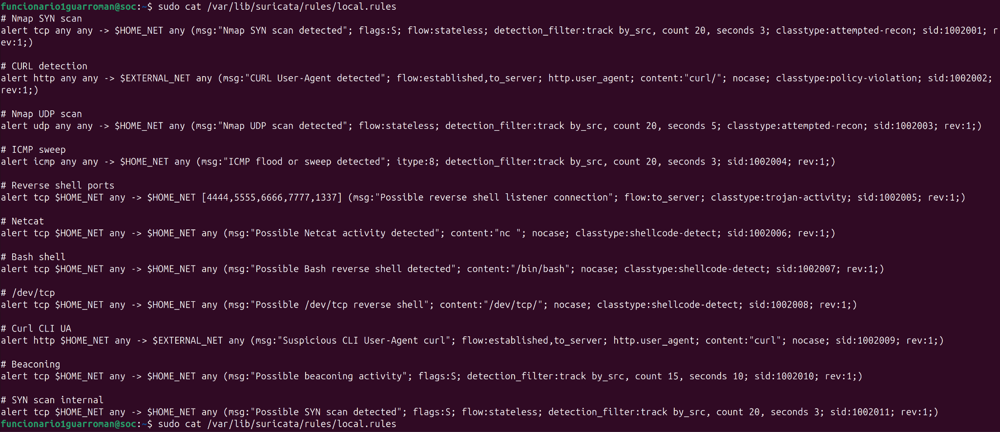 funcionario1guarroman@soc:~$ sudo cat /var/lib/suricata/rules/local.rules
# Nmap SYN scan
alert tcp any any -> $HOME_NET any (msg:"Nmap SYN scan detected"; flags:S; flow:stateless; detection_filter:track by_src, count 20, seconds 3; classtype:attempted-recon; sid:1002001; r
ev:1;)

# CURL detection
alert http any any -> $EXTERNAL_NET any (msg:"CURL User-Agent detected"; flow:established,to_server; http.user_agent; content:"curl/"; nocase; classtype:policy-violation; sid:1002002;
rev:1;)

# Nmap UDP scan
alert udp any any -> $HOME_NET any (msg:"Nmap UDP scan detected"; flow:stateless; detection_filter:track by_src, count 20, seconds 5; classtype:attempted-recon; sid:1002003; rev:1;)

# ICMP sweep
alert icmp any any -> $HOME_NET any (msg:"ICMP flood or sweep detected"; itype:8; detection_filter:track by_src, count 20, seconds 3; sid:1002004; rev:1;)

# Reverse shell ports
alert tcp $HOME_NET any -> $HOME_NET [4444,5555,6666,7777,1337] (msg:"Possible reverse shell listener connection"; flow:to_server; classtype:trojan-activity; sid:1002005; rev:1;)

# Netcat
alert tcp $HOME_NET any -> $HOME_NET any (msg:"Possible Netcat activity detected"; content:"nc "; nocase; classtype:shellcode-detect; sid:1002006; rev:1;)

# Bash shell
alert tcp $HOME_NET any -> $HOME_NET any (msg:"Possible Bash reverse shell detected"; content:"/bin/bash"; nocase; classtype:shellcode-detect; sid:1002007; rev:1;)

# /dev/tcp
alert tcp $HOME_NET any -> $HOME_NET any (msg:"Possible /dev/tcp reverse shell"; content:"/dev/tcp/"; nocase; classtype:shellcode-detect; sid:1002008; rev:1;)

# Curl CLI UA
alert http $HOME_NET any -> $EXTERNAL_NET any (msg:"Suspicious CLI User-Agent curl"; flow:established,to_server; http.user_agent; content:"curl"; nocase; sid:1002009; rev:1;)

# Beaconing
alert tcp $HOME_NET any -> $HOME_NET any (msg:"Possible beaconing activity"; flags:S; detection_filter:track by_src, count 15, seconds 10; sid:1002010; rev:1;)

# SYN scan internal
alert tcp $HOME_NET any -> $HOME_NET any (msg:"Possible SYN scan detected"; flags:S; flow:stateless; detection_filter:track by_src, count 20, seconds 3; sid:1002011; rev:1;)
funcionario1guarroman@soc:~$ sudo cat /var/lib/suricata/rules/local.rules